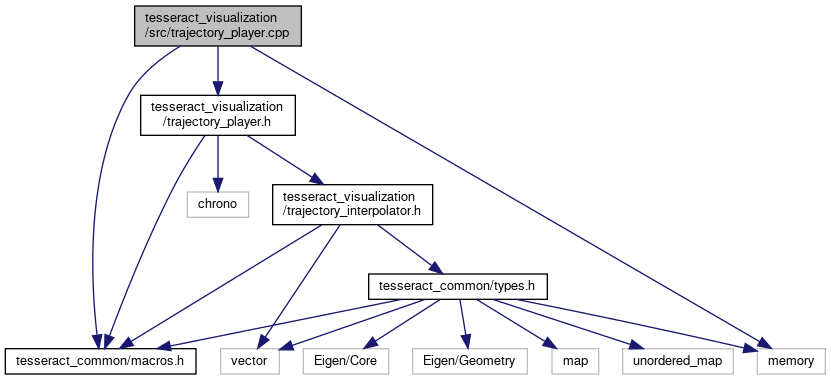 tesseract_visualization
/src/trajectory_player.cpp
tesseract_visualization
/trajectory_player.h
chrono
tesseract_visualization
/trajectory_interpolator.h
tesseract_common/types.h
tesseract_common/macros.h
vector
Eigen/Core
Eigen/Geometry
map
unordered_map
memory